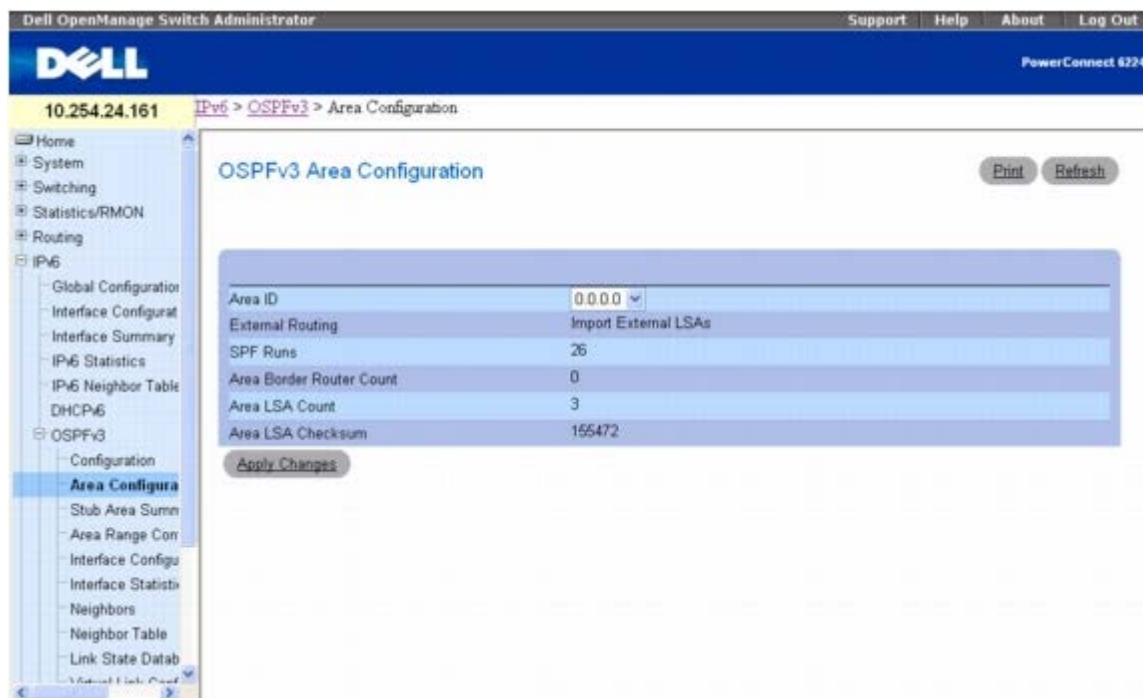 Dell OpenManage Switch Administrator Support Help About Log Out
DELL
PowerConnect 6224
10.254.24.161
IPv6 > OSPFv3 > Area Configuration
Home
System
Switching
Statistics/RMON
Routing
IPv6
Global Configuration
Interface Configurat
Interface Summary
IPv6 Statistics
IPv6 Neighbor Table
DHCPv6
OSPFv3
Configuration
Area Configura
Stub Area Summ
Area Range Con
Interface Configu
Interface Statisti
Neighbors
Neighbor Table
Link State Datab
OSPFv3 Area Configuration
Print Refresh
Area ID 0.0.0.0
External Routing Import External LSAs
SPF Runs 26
Area Border Router Count 0
Area LSA Count 3
Area LSA Checksum 155472
Apply Changes